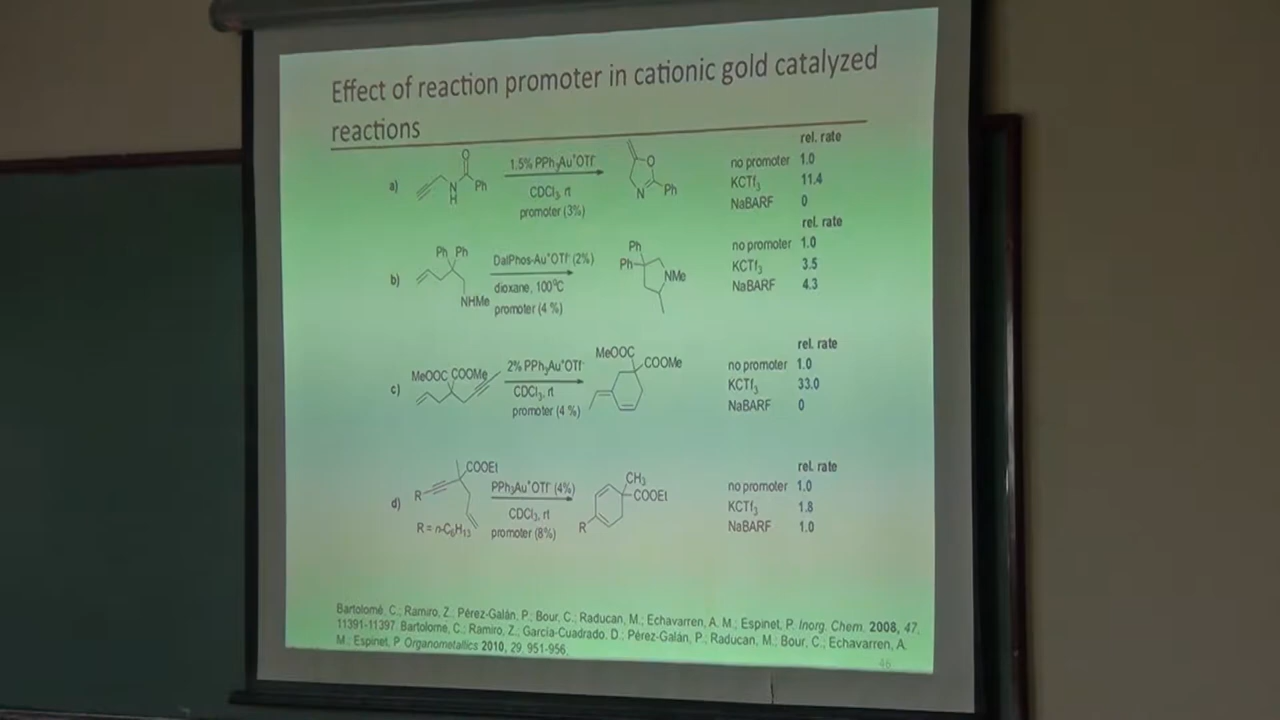 Effect of reaction promoter in cationic gold catalyzed
reactions
rel. rate
a)
O
N
H
Ph
1.5% PPh3Au+OTf-
CDCl3, rt
promoter (3%)
O
N
Ph
no promoter 1.0
KCTf3 11.4
NaBARF 0
rel. rate
b)
Ph Ph
NHMe
DalPhos-Au+OTf- (2%)
dioxane, 100°C
promoter (4 %)
Ph
Ph
NMe
no promoter 1.0
KCTf3 3.5
NaBARF 4.3
rel. rate
c)
MeOOC COOMe
2% PPh3Au+OTf-
CDCl3, rt
promoter (4 %)
MeOOC
COOMe
no promoter 1.0
KCTf3 33.0
NaBARF 0
rel. rate
d)
COOEt
R
R = n-C6H13
PPh3Au+OTf- (4%)
CDCl3, rt
promoter (8%)
CH3
COOEt
R
no promoter 1.0
KCTf3 1.8
NaBARF 1.0
Bartolomé, C.; Ramiro, Z.; Pérez-Galán, P.; Bour, C.; Raducan, M.; Echavarren, A. M.; Espinet, P. Inorg. Chem. 2008, 47,
11391-11397. Bartolome, C.; Ramiro, Z.; García-Cuadrado, D.; Pérez-Galán, P.; Raducan, M.; Bour, C.; Echavarren, A.
M.; Espinet, P. Organometallics 2010, 29, 951-956.
46